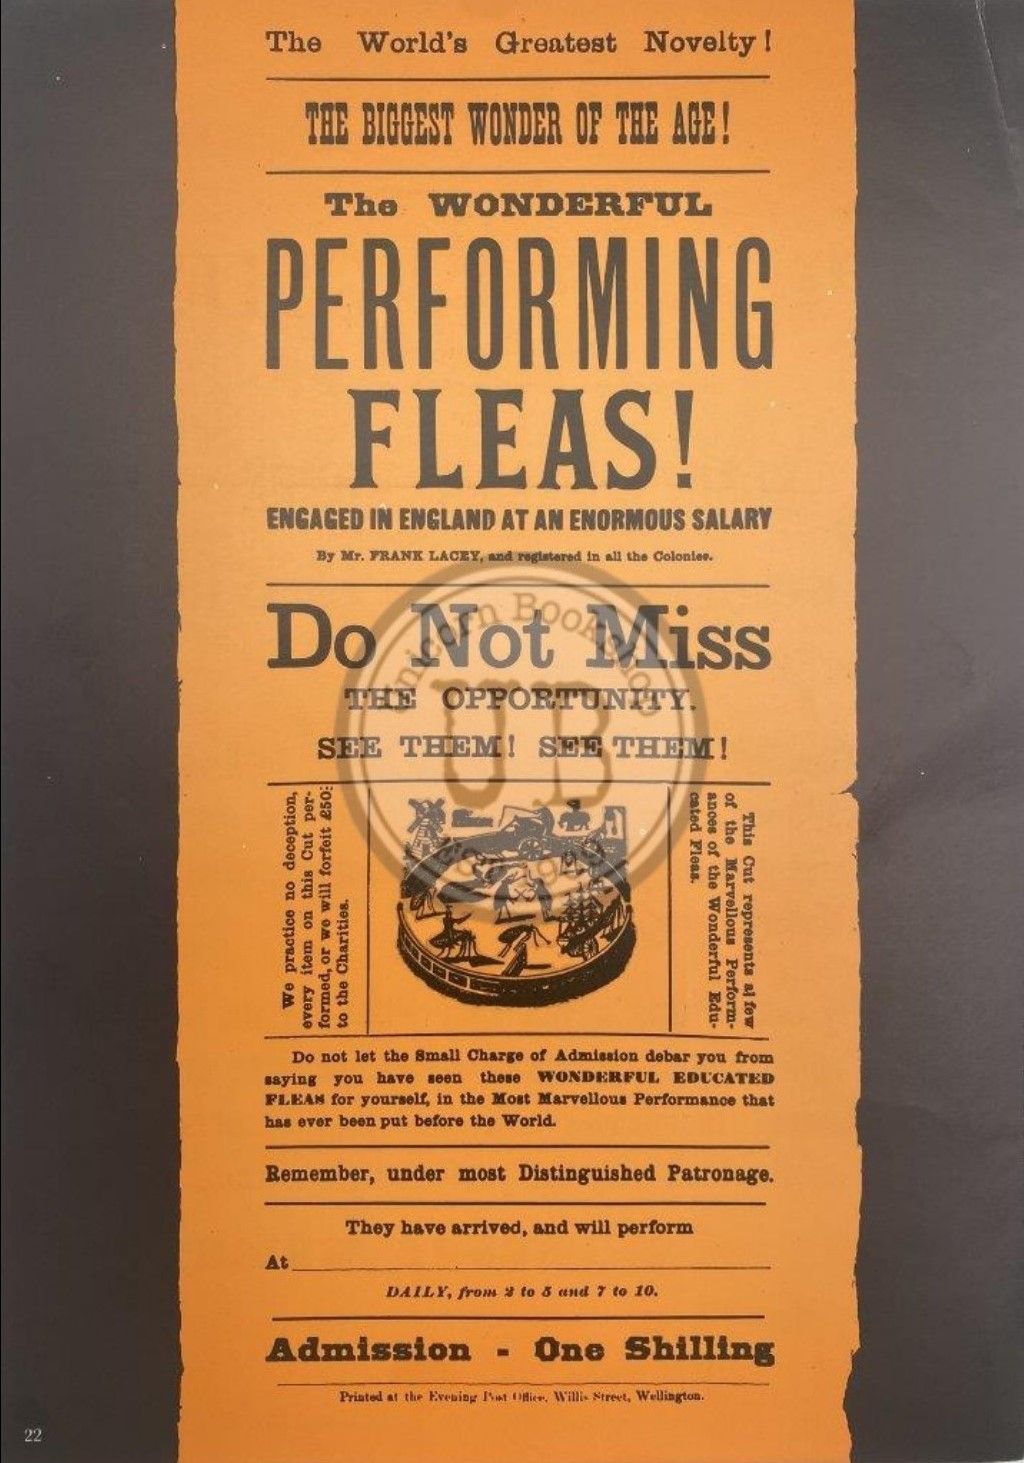 The World's Greatest Novelty!
THE BIGGEST WONDER OF THE AGE!
The WONDERFUL
PERFORMING
FLEAS!
ENGAGED IN ENGLAND AT AN ENORMOUS SALARY
By Mr. FRANK LACEY, and registered in all the Colonies.
Do Not Miss
THE OPPORTUNITY.
SEE THEM! SEE THEM!
We practice no deception,
every item on this Cut per-
formed, or we will forfeit £50:
to the Charities.
This Cut represents a few
of the Marvellous Perform-
ances of the Wonderful Edu-
cated Fleas.
Unicorn Bookshop
UB
Do not let the Small Charge of Admission debar you from
saying you have seen these WONDERFUL EDUCATED
FLEAS for yourself, in the Most Marvellous Performance that
has ever been put before the World.
Remember, under most Distinguished Patronage.
They have arrived, and will perform
At
DAILY, from 2 to 5 and 7 to 10.
Admission - One Shilling
Printed at the Evening Post Office, Willis Street, Wellington.
22